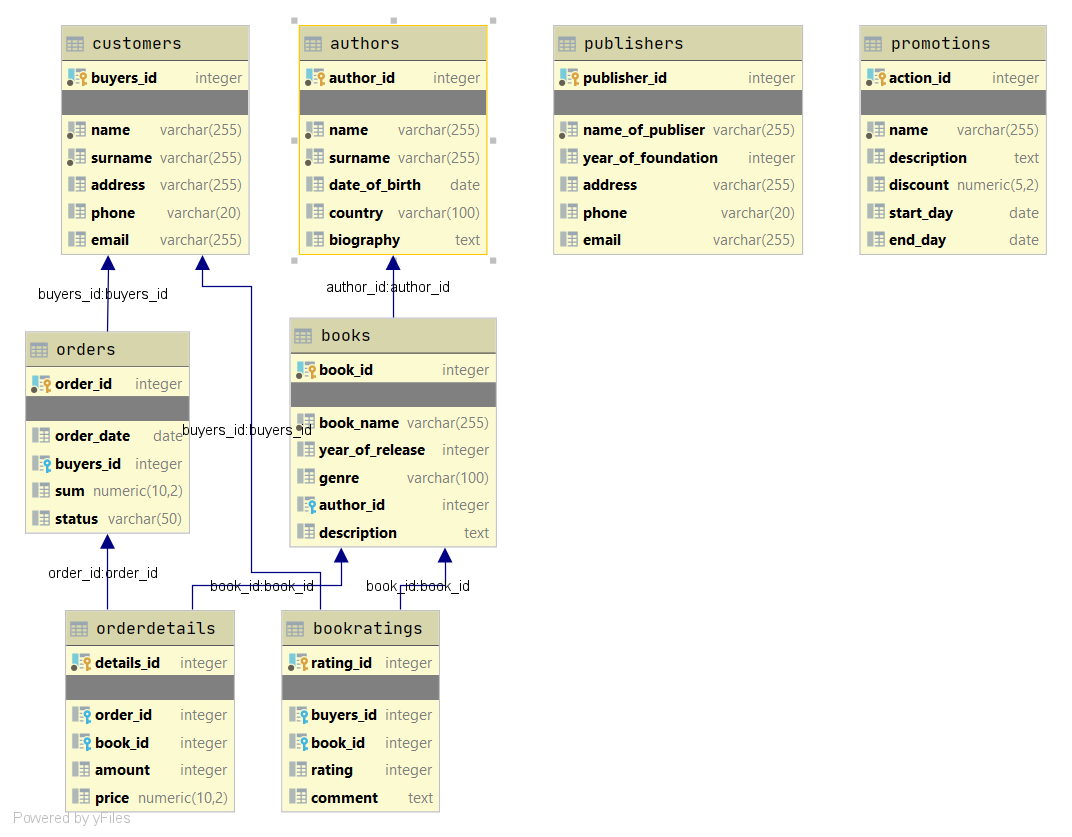 customers
buyers_id integer
name varchar(255)
surname varchar(255)
address varchar(255)
phone varchar(20)
email varchar(255)
authors
author_id integer
name varchar(255)
surname varchar(255)
date_of_birth date
country varchar(100)
biography text
publishers
publisher_id integer
name_of_publiser varchar(255)
year_of_foundation integer
address varchar(255)
phone varchar(20)
email varchar(255)
promotions
action_id integer
name varchar(255)
description text
discount numeric(5,2)
start_day date
end_day date
buyers_id:buyers_id
author_id:author_id
orders
order_id integer
order_date date
buyers_id integer
sum numeric(10,2)
status varchar(50)
buyers_id:buyers_id
books
book_id integer
book_name varchar(255)
year_of_release integer
genre varchar(100)
author_id integer
description text
order_id:order_id
book_id:book_id
book_id:book_id
orderdetails
details_id integer
order_id integer
book_id integer
amount integer
price numeric(10,2)
bookratings
rating_id integer
buyers_id integer
book_id integer
rating integer
comment text
Powered by yFiles